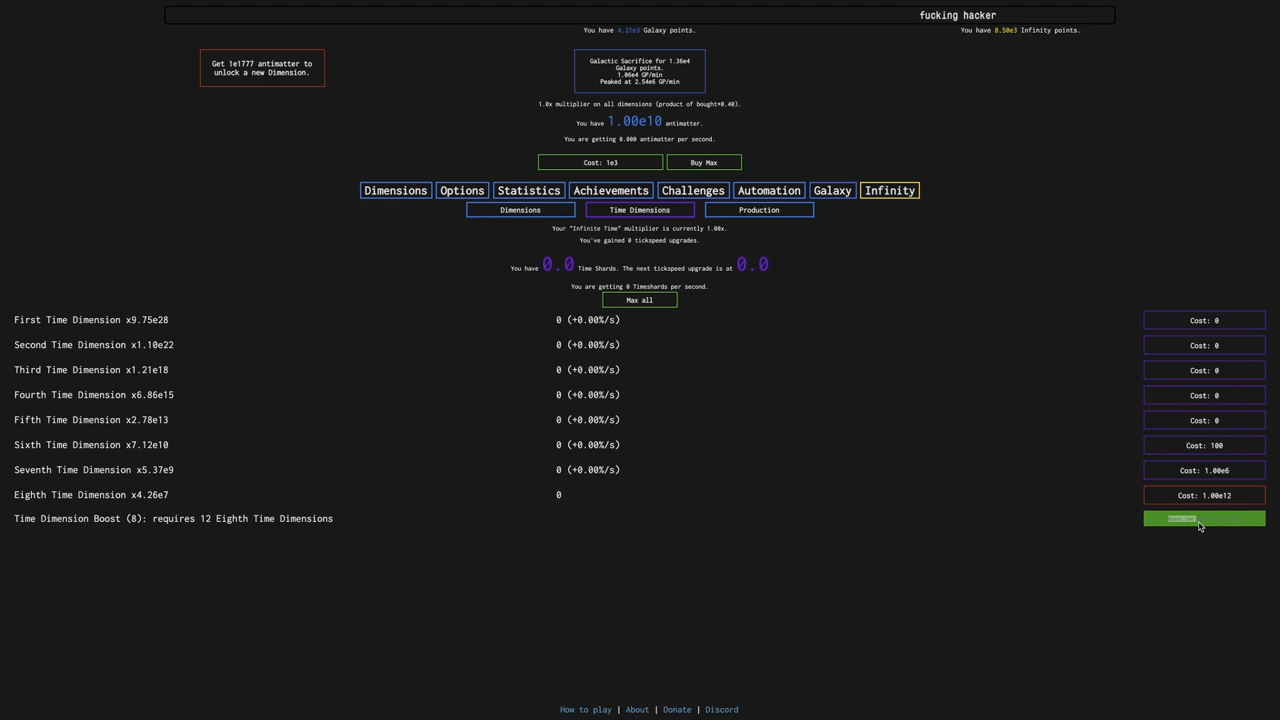 fucking hacker
You have 4.21e3 Galaxy points.
You have 8.50e3 Infinity points.
Get 1e1777 antimatter to
unlock a new Dimension.
Galactic Sacrifice for 1.36e4
Galaxy points.
1.06e4 GP/min
Peaked at 2.54e6 GP/min
1.0x multiplier on all dimensions (product of bought*0.40).
You have 1.00e10 antimatter.
You are getting 0.000 antimatter per second.
Cost: 1e3
Buy Max
Dimensions
Options
Statistics
Achievements
Challenges
Automation
Galaxy
Infinity
Dimensions
Time Dimensions
Production
Your "Infinite Time" multiplier is currently 1.00x.
You've gained 0 tickspeed upgrades.
You have 0.0 Time Shards. The next tickspeed upgrade is at 0.0
You are getting 0 Timeshards per second.
Max all
First Time Dimension x9.75e28 0 (+0.00%/s) Cost: 0
Second Time Dimension x1.10e22 0 (+0.00%/s) Cost: 0
Third Time Dimension x1.21e18 0 (+0.00%/s) Cost: 0
Fourth Time Dimension x6.86e15 0 (+0.00%/s) Cost: 0
Fifth Time Dimension x2.78e13 0 (+0.00%/s) Cost: 0
Sixth Time Dimension x7.12e10 0 (+0.00%/s) Cost: 100
Seventh Time Dimension x5.37e9 0 (+0.00%/s) Cost: 1.00e6
Eighth Time Dimension x4.26e7 0 Cost: 1.00e12
Time Dimension Boost (8): requires 12 Eighth Time Dimensions
How to play | About | Donate | Discord